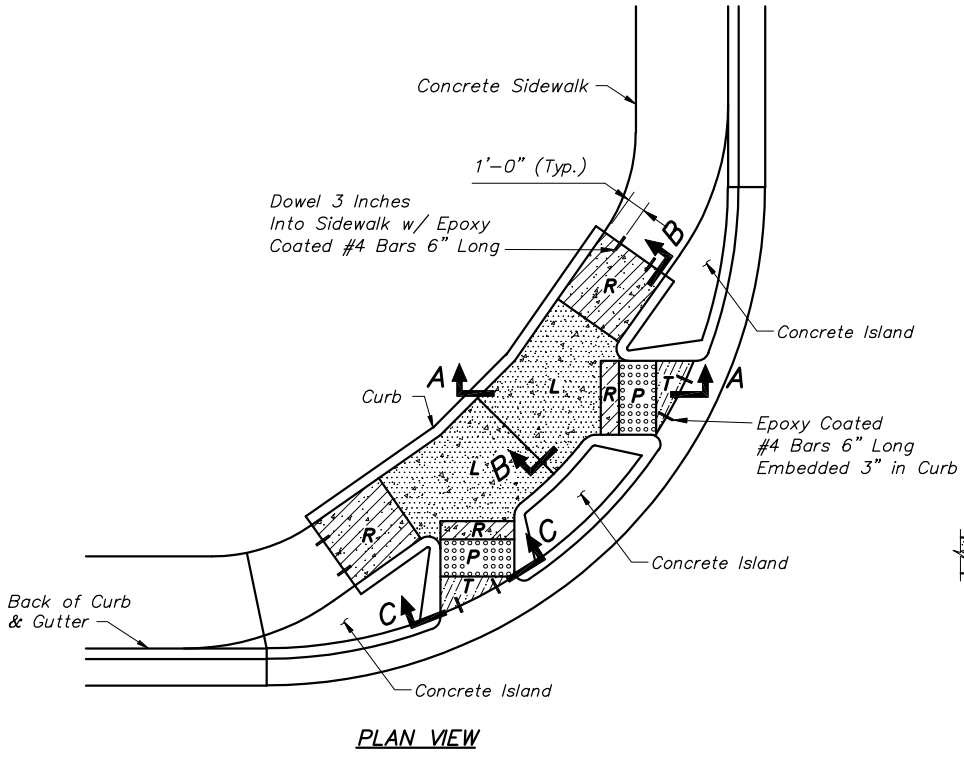 Concrete Sidewalk
1'-0" (Typ.)
Dowel 3 Inches
Into Sidewalk w/ Epoxy
Coated #4 Bars 6" Long
B
R
Concrete Island
A
L
R
P
T
A
Curb
Epoxy Coated
#4 Bars 6" Long
Embedded 3" in Curb
L
B
R
R
C
P
Concrete Island
T
Back of Curb
& Gutter
C
Concrete Island
PLAN VIEW